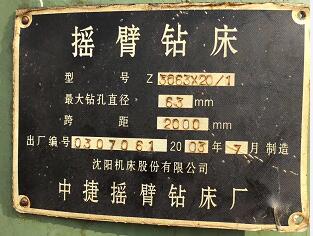 摇臂钻床
型号 Z 3063X20/1
最大钻孔直径 63 mm
跨距 2000 mm
出厂编号 0307061 2003年7月制造
沈阳机床股份有限公司
中捷摇臂钻床厂